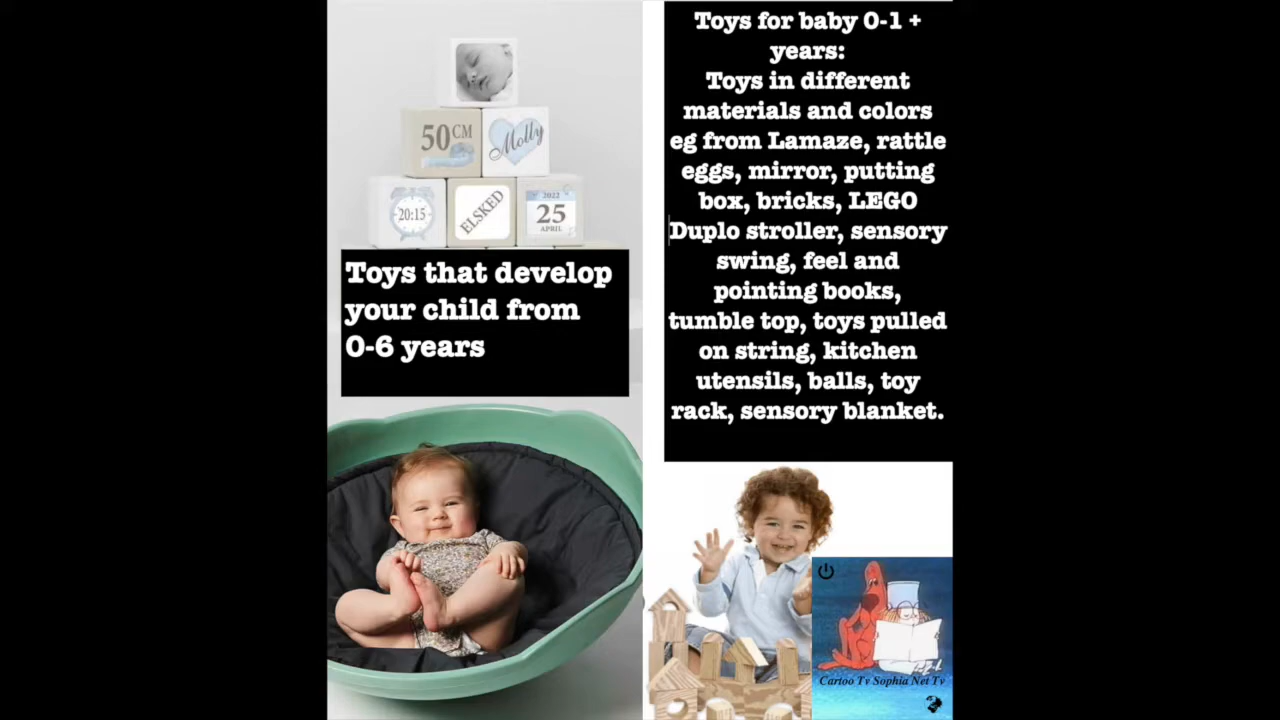 50CM
Molly
20:15
ELSKED
2022
25
APRIL
Toys that develop
your child from
0-6 years
Toys for baby 0-1 +
years:
Toys in different
materials and colors
eg from Lamaze, rattle
eggs, mirror, putting
box, bricks, LEGO
Duplo stroller, sensory
swing, feel and
pointing books,
tumble top, toys pulled
on string, kitchen
utensils, balls, toy
rack, sensory blanket.
Cartoo Tv Sophia Net Tv